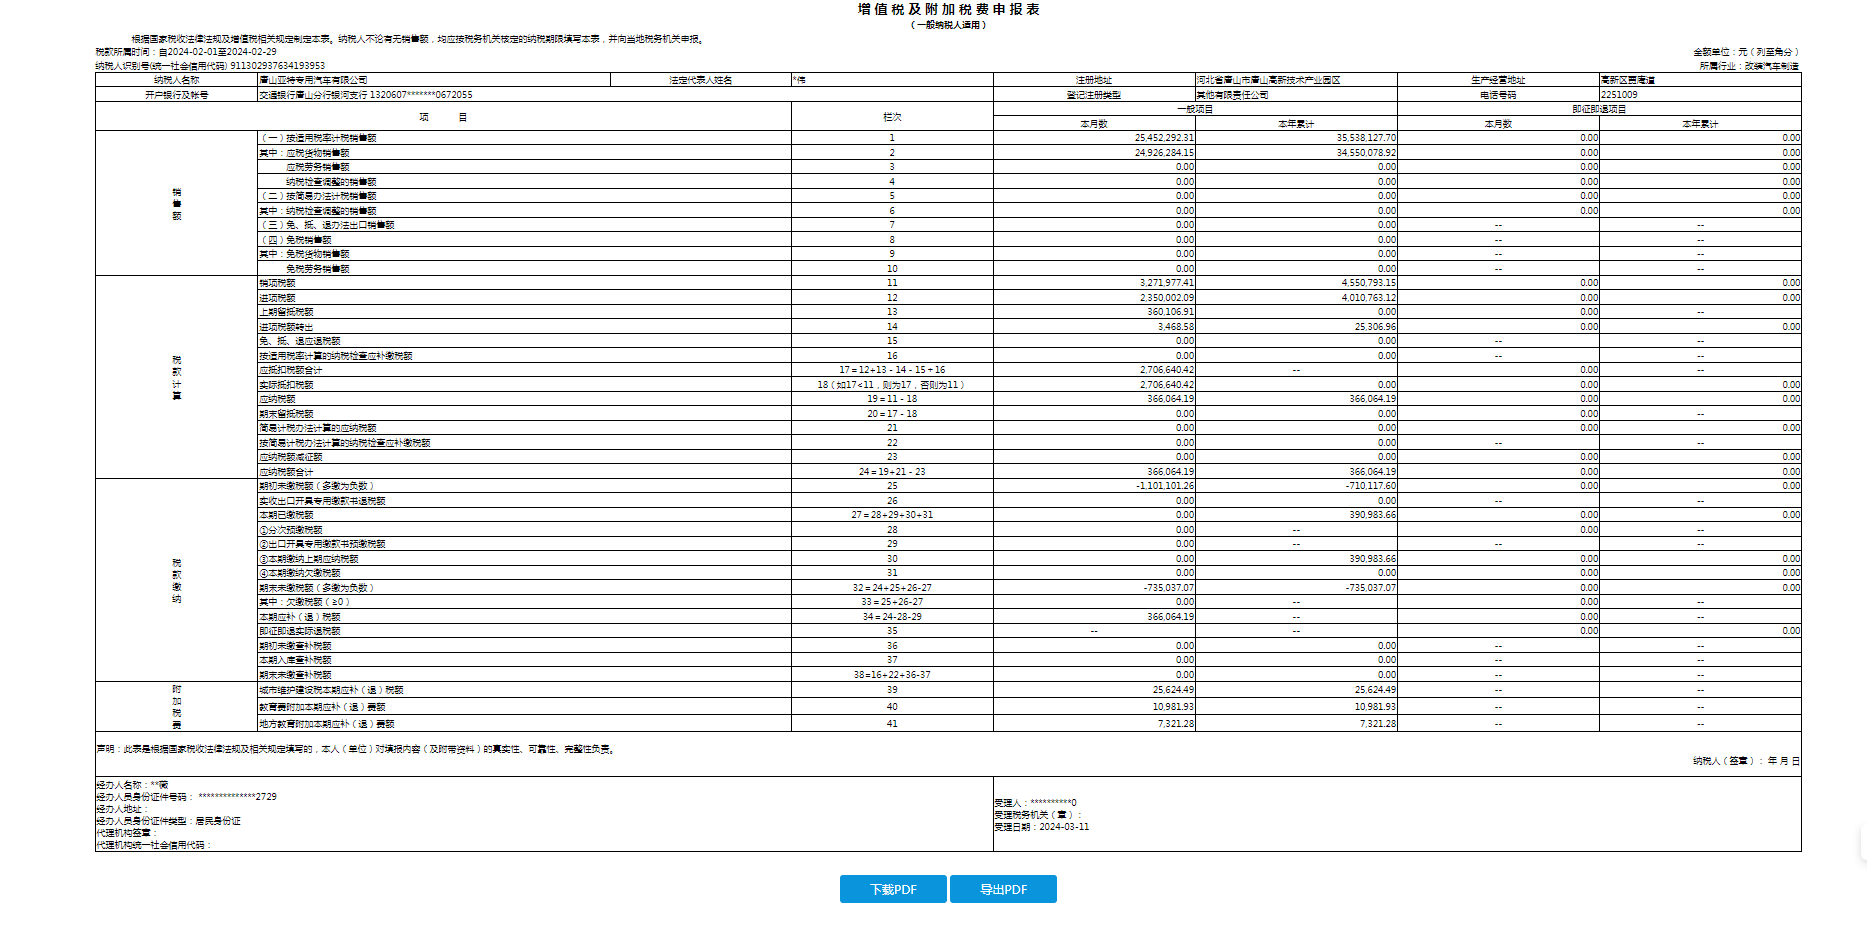 增值税及附加税费申报表
（一般纳税人适用）
根据国家税收法律法规及增值税相关规定制定本表。纳税人不论有无销售额，均应按税务机关核定的纳税期限填写本表，并向当地税务机关申报。
税款所属时间：自2024-02-01至2024-02-29 金额单位：元（列至角分）
纳税人识别号(统一社会信用代码) 911302937634193953 所属行业：改装汽车制造
纳税人名称 唐山亚特专用汽车有限公司 法定代表人姓名 *伟 注册地址 河北省唐山市唐山高新技术产业园区 生产经营地址 高新区贾庵道
开户银行及帐号 交通银行唐山分行银河支行 1320607*******0672055 登记注册类型 其他有限责任公司 电话号码 2251009
项 目 栏次 一般项目 即征即退项目
本月数 本年累计 本月数 本年累计
销售额
（一）按适用税率计税销售额 1 25,452,292.31 35,538,127.70 0.00 0.00
其中：应税货物销售额 2 24,926,284.15 34,550,078.92 0.00 0.00
应税劳务销售额 3 0.00 0.00 0.00 0.00
纳税检查调整的销售额 4 0.00 0.00 0.00 0.00
（二）按简易办法计税销售额 5 0.00 0.00 0.00 0.00
其中：纳税检查调整的销售额 6 0.00 0.00 0.00 0.00
（三）免、抵、退办法出口销售额 7 0.00 0.00 -- --
（四）免税销售额 8 0.00 0.00 -- --
其中：免税货物销售额 9 0.00 0.00 -- --
免税劳务销售额 10 0.00 0.00 -- --
税款计算
销项税额 11 3,271,977.41 4,550,793.15 0.00 0.00
进项税额 12 2,350,002.09 4,010,763.12 0.00 0.00
上期留抵税额 13 360,106.91 0.00 0.00 --
进项税额转出 14 3,468.58 25,306.96 0.00 0.00
免、抵、退应退税额 15 0.00 0.00 -- --
按适用税率计算的纳税检查应补缴税额 16 0.00 0.00 -- --
应抵扣税额合计 17=12+13-14-15+16 2,706,640.42 -- 0.00 --
实际抵扣税额 18（如17<11，则为17，否则为11） 2,706,640.42 0.00 0.00 0.00
应纳税额 19=11-18 366,064.19 366,064.19 0.00 0.00
期末留抵税额 20=17-18 0.00 0.00 0.00 --
简易计税办法计算的应纳税额 21 0.00 0.00 0.00 0.00
按简易计税办法计算的纳税检查应补缴税额 22 0.00 0.00 -- --
应纳税额减征额 23 0.00 0.00 0.00 0.00
应纳税额合计 24=19+21-23 366,064.19 366,064.19 0.00 0.00
税款缴纳
期初未缴税额（多缴为负数） 25 -1,101,101.26 -710,117.60 0.00 0.00
实收出口开具专用缴款书退税额 26 0.00 0.00 -- --
本期已缴税额 27=28+29+30+31 0.00 390,983.66 0.00 0.00
①分次预缴税额 28 0.00 -- 0.00 --
②出口开具专用缴款书预缴税额 29 0.00 -- -- --
③本期缴纳上期应纳税额 30 0.00 390,983.66 0.00 0.00
④本期缴纳欠缴税额 31 0.00 0.00 0.00 0.00
期末未缴税额（多缴为负数） 32=24+25+26-27 -735,037.07 -735,037.07 0.00 0.00
其中：欠缴税额（≥0） 33=25+26-27 0.00 -- 0.00 --
本期应补（退）税额 34=24-28-29 366,064.19 -- 0.00 --
即征即退实际退税额 35 -- -- 0.00 0.00
期初未缴查补税额 36 0.00 0.00 -- --
本期入库查补税额 37 0.00 0.00 -- --
期末未缴查补税额 38=16+22+36-37 0.00 0.00 -- --
附加税费
城市维护建设税本期应补（退）税额 39 25,624.49 25,624.49 -- --
教育费附加本期应补（退）费额 40 10,981.93 10,981.93 -- --
地方教育附加本期应补（退）费额 41 7,321.28 7,321.28 -- --
声明：此表是根据国家税收法律法规及相关规定填写的，本人（单位）对填报内容（及附带资料）的真实性、可靠性、完整性负责。
纳税人（签章）： 年 月 日
经办人名称：**薇
经办人员身份证件号码： **************2729
经办人地址：
经办人员身份证件类型：居民身份证
代理机构签章：
代理机构统一社会信用代码：
受理人：**********0
受理税务机关（章）：
受理日期：2024-03-11
下载PDF 导出PDF